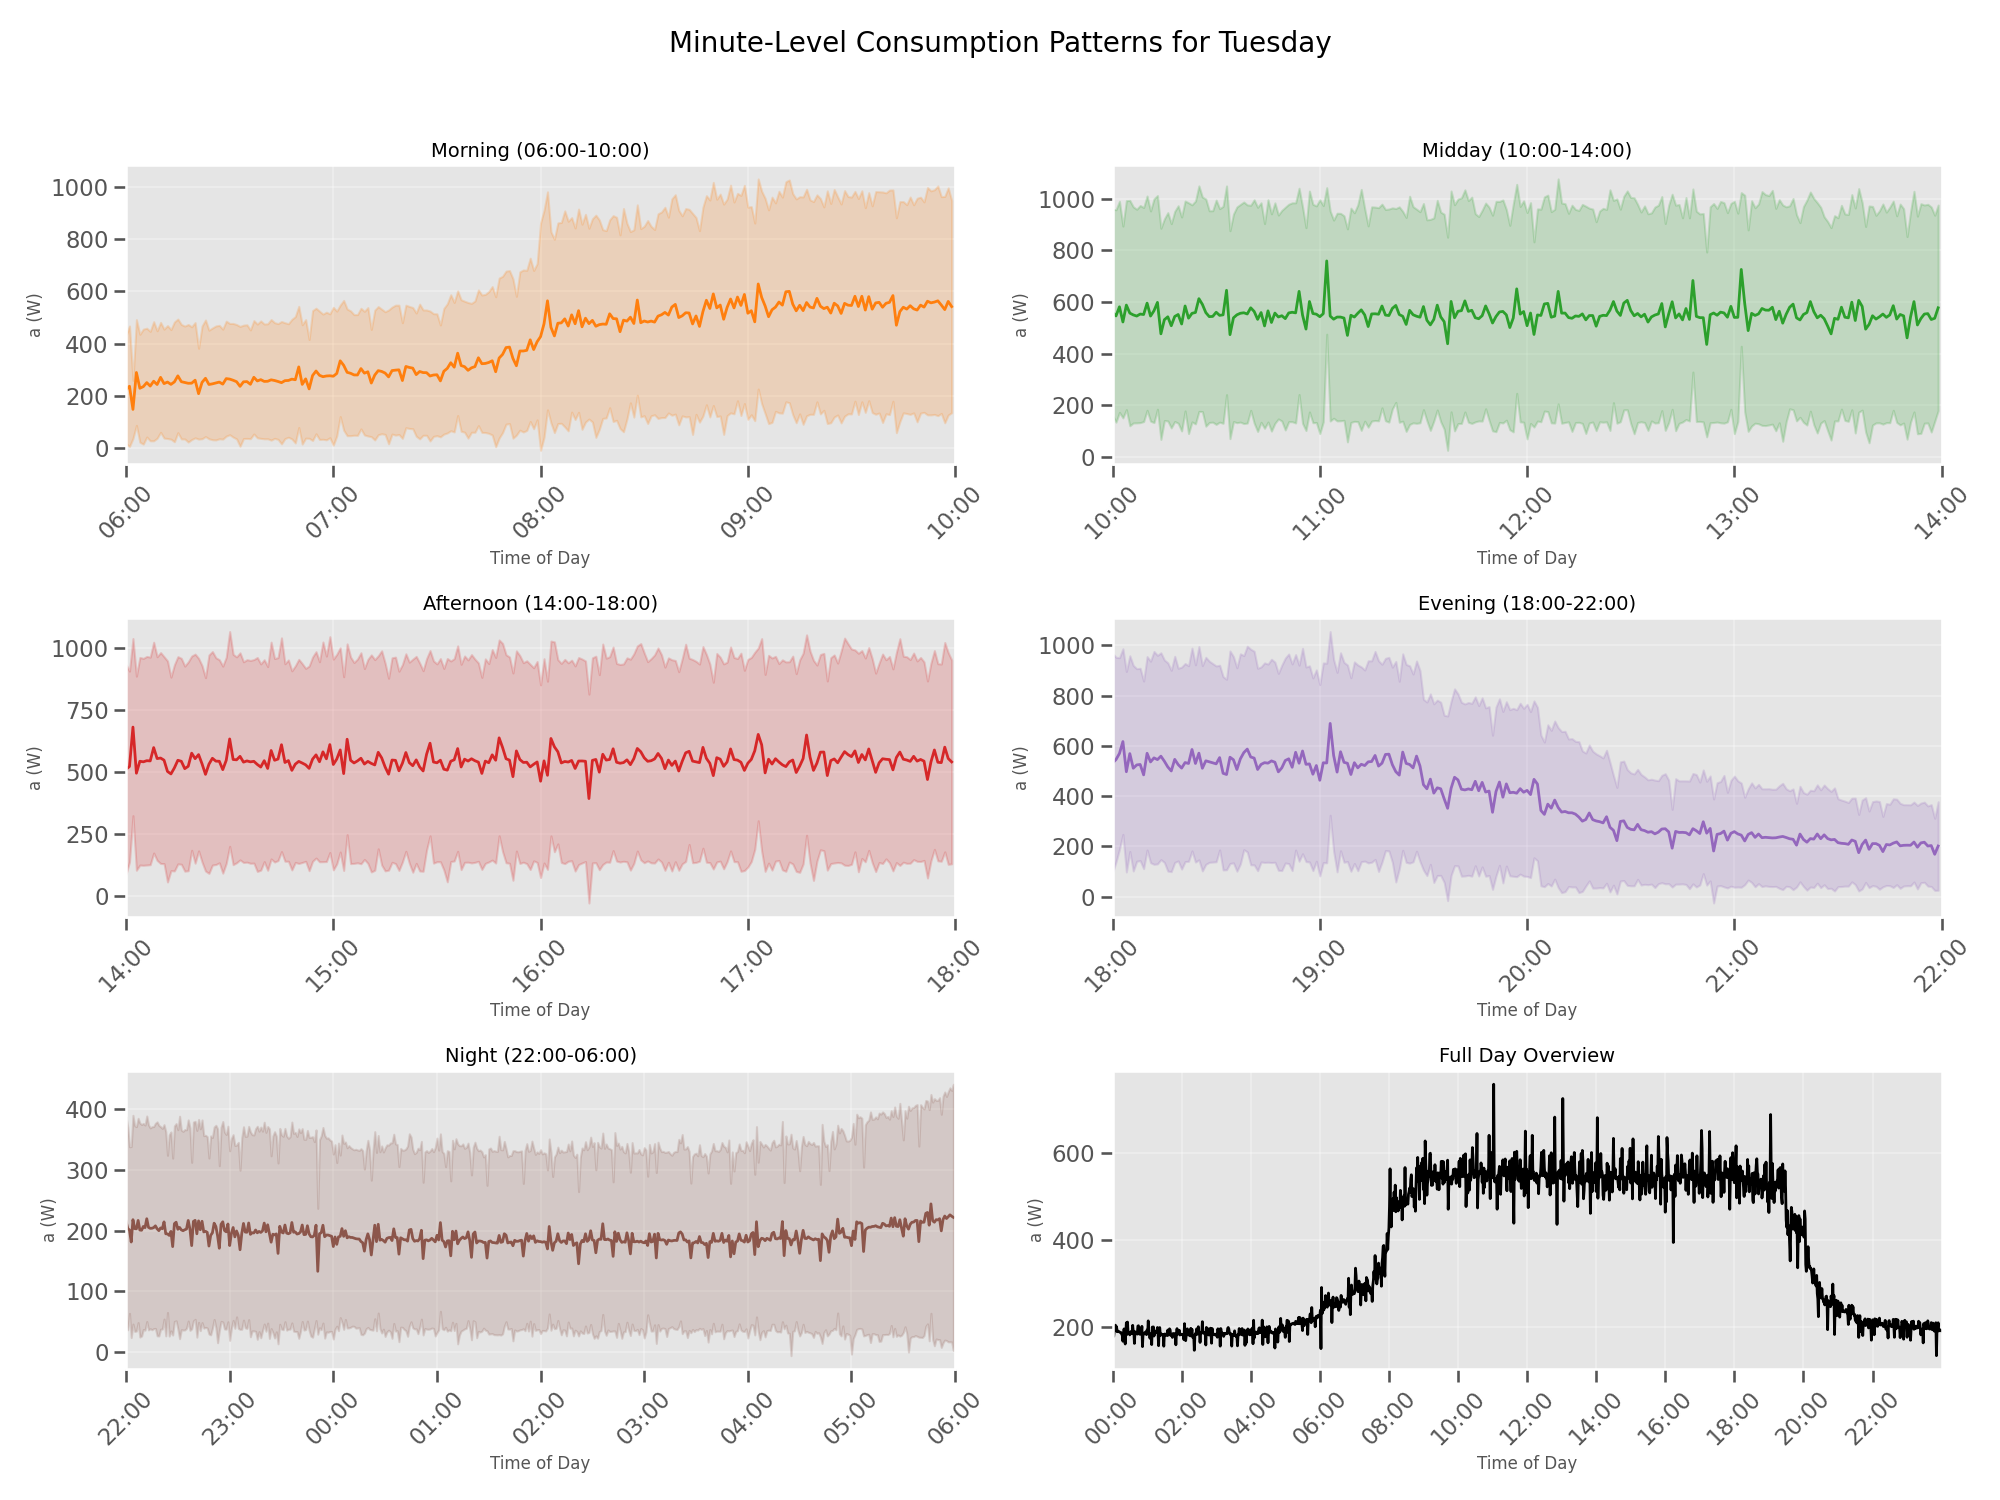 Minute-Level Consumption Patterns for Tuesday
Morning (06:00-10:00)
a (W)
1000
800
600
400
200
0
06:00 07:00 08:00 09:00 10:00
Time of Day
Midday (10:00-14:00)
a (W)
1000
800
600
400
200
0
10:00 11:00 12:00 13:00 14:00
Time of Day
Afternoon (14:00-18:00)
a (W)
1000
750
500
250
0
14:00 15:00 16:00 17:00 18:00
Time of Day
Evening (18:00-22:00)
a (W)
1000
800
600
400
200
0
18:00 19:00 20:00 21:00 22:00
Time of Day
Night (22:00-06:00)
a (W)
400
300
200
100
0
22:00 23:00 00:00 01:00 02:00 03:00 04:00 05:00 06:00
Time of Day
Full Day Overview
a (W)
600
400
200
00:00 02:00 04:00 06:00 08:00 10:00 12:00 14:00 16:00 18:00 20:00 22:00
Time of Day